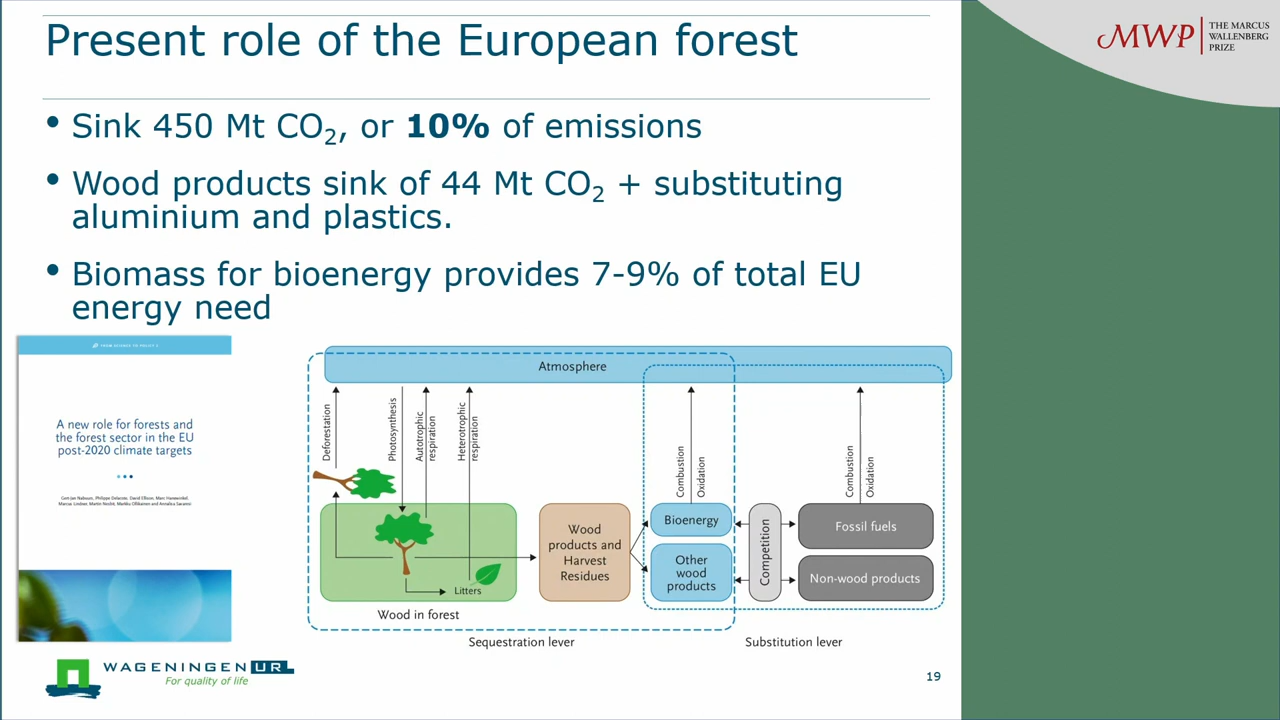 Present role of the European forest
MWP
THE MARCUS
WALLENBERG
PRIZE
• Sink 450 Mt CO₂, or 10% of emissions
• Wood products sink of 44 Mt CO₂ + substituting
aluminium and plastics.
• Biomass for bioenergy provides 7-9% of total EU
energy need
FROM SCIENCE TO POLICY 2
A new role for forests and
the forest sector in the EU
post-2020 climate targets
Atmosphere
Deforestation
Photosynthesis
Autotrophic
respiration
Heterotrophic
respiration
Combustion
Oxidation
Combustion
Oxidation
Wood
products and
Harvest
Residues
Bioenergy
Other
wood
products
Competition
Fossil fuels
Non-wood products
Litters
Wood in forest
Sequestration lever
Substitution lever
WAGENINGEN UR
For quality of life
19